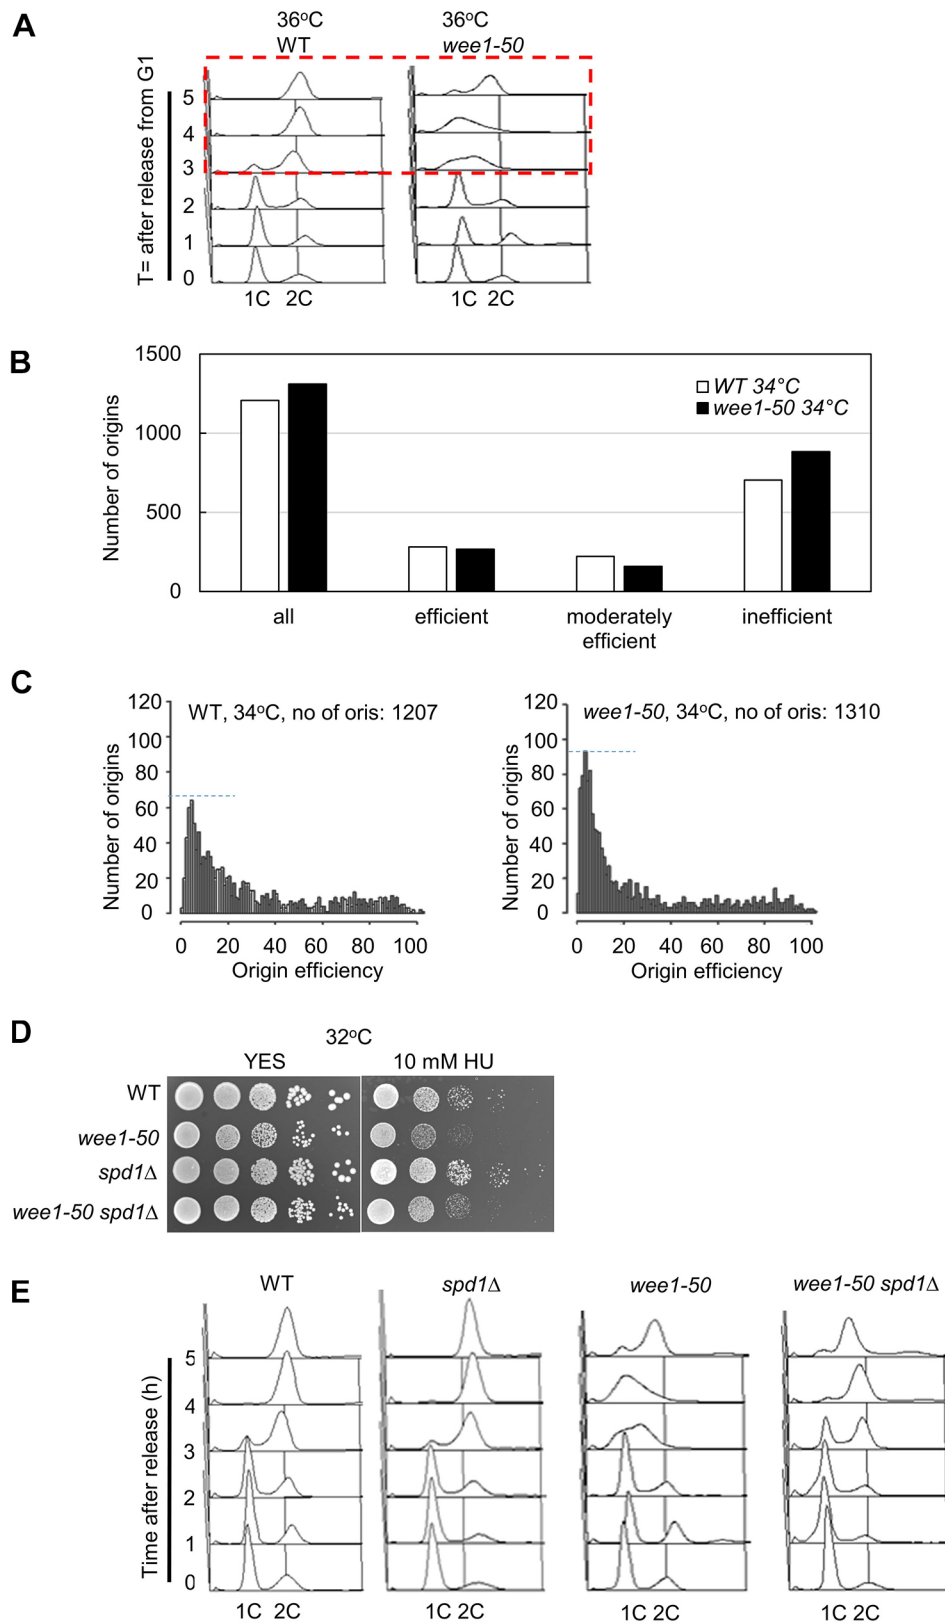 A
36°C
WT
36°C
wee1-50
T= after release from G1
5
4
3
2
1
0
1C 2C
1C 2C
B
Number of origins
1500
1000
500
0
WT 34°C
wee1-50 34°C
all
efficient
moderately
efficient
inefficient
C
Number of origins
120
100
80
60
40
20
0
WT, 34°C, no of oris: 1207
0 20 40 60 80 100
Origin efficiency
Number of origins
120
100
80
60
40
20
0
wee1-50, 34°C, no of oris: 1310
0 20 40 60 80 100
Origin efficiency
D
32°C
YES
10 mM HU
WT
wee1-50
spd1Δ
wee1-50 spd1Δ
E
WT
spd1Δ
wee1-50
wee1-50 spd1Δ
Time after release (h)
5
4
3
2
1
0
1C 2C
1C 2C
1C 2C
1C 2C